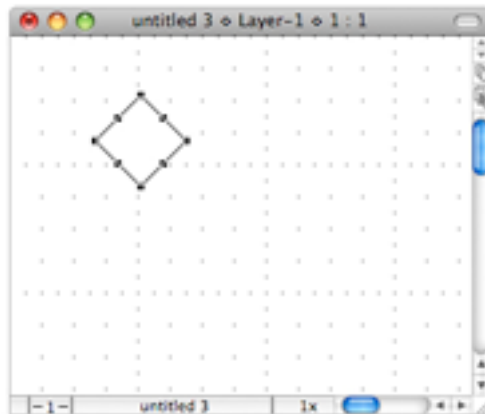 untitled 3 ⋄ Layer-1 ⋄ 1 : 1
1 untitled 3 1x